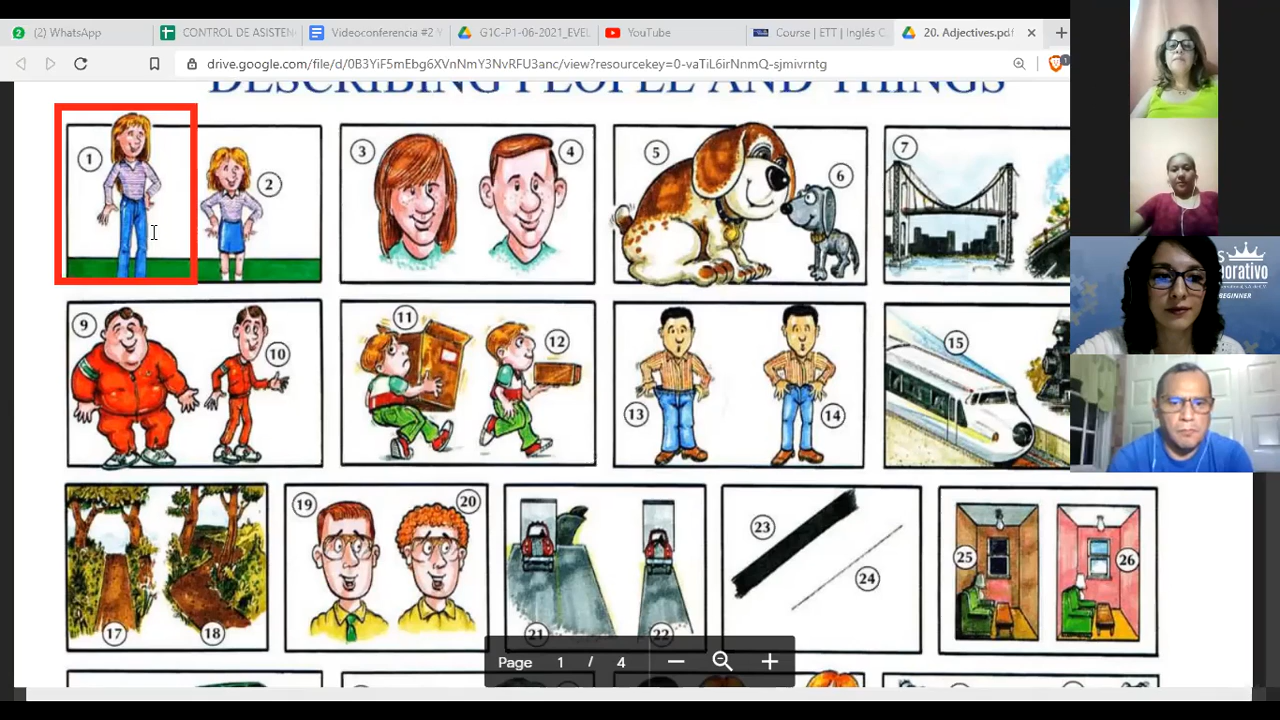 (2) WhatsApp
CONTROL DE ASISTEN
Videoconferencia #2
G1C-P1-06-2021_EVEL
YouTube
Course | ETT | Inglés C
20. Adjectives.pdf
drive.google.com/file/d/
view?resourcekey=0-vaTiL6irNnmQ-sjmVrntg
DESCRIBING PEOPLE AND THINGS
1
2
3
4
5
6
7
9
10
11
12
13
14
15
17
18
19
20
21
22
23
24
25
26
Page 1 / 4
orativo
BEGINNER